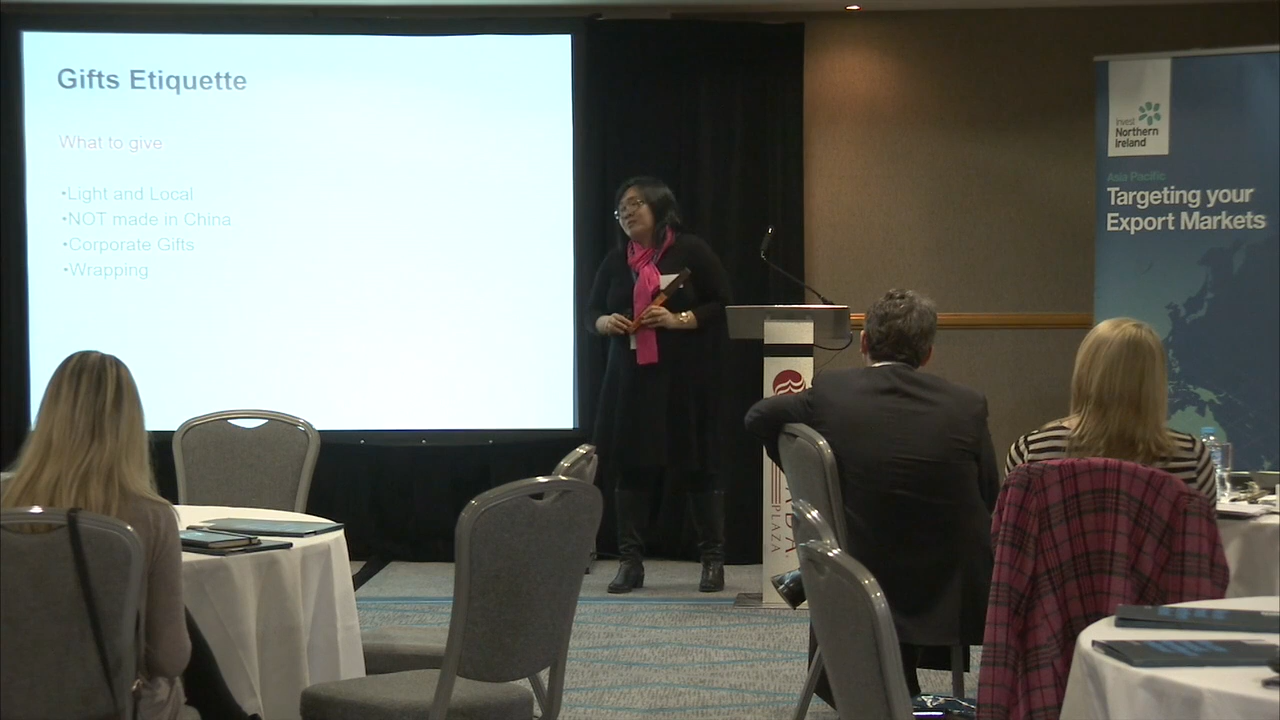 Gifts Etiquette
What to give
•Light and Local
•NOT made in China
•Corporate Gifts
•Wrapping
Invest
Northern
Ireland
Asia Pacific
Targeting your
Export Markets
PLAZA